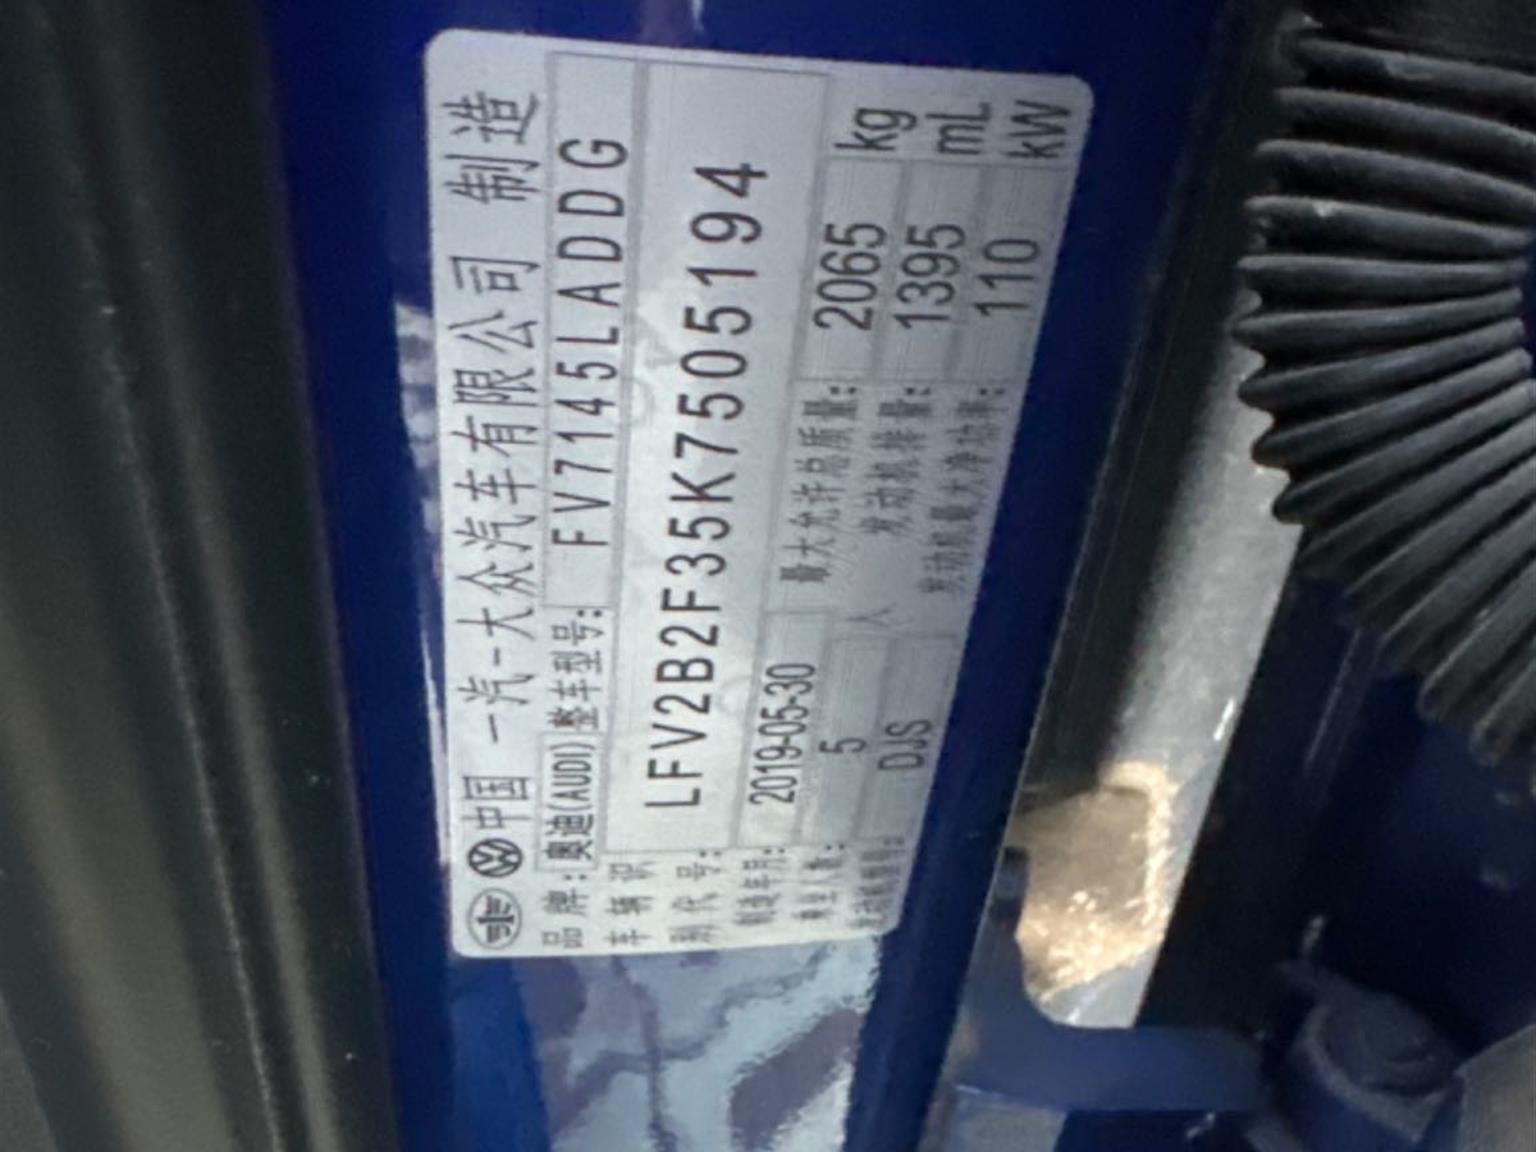 中国 一汽-大众汽车有限公司 制造
品牌: 奥迪(AUDI) 整车型号: FV7145LADDG
车辆识别代号: LFV2B2F35K7505194
制造年月: 2019-05-30 最大允许总质量: 2065 kg
乘坐人数: 5 人 发动机排量: 1395 mL
发动机型号: DJS 发动机最大净功率: 110 kW